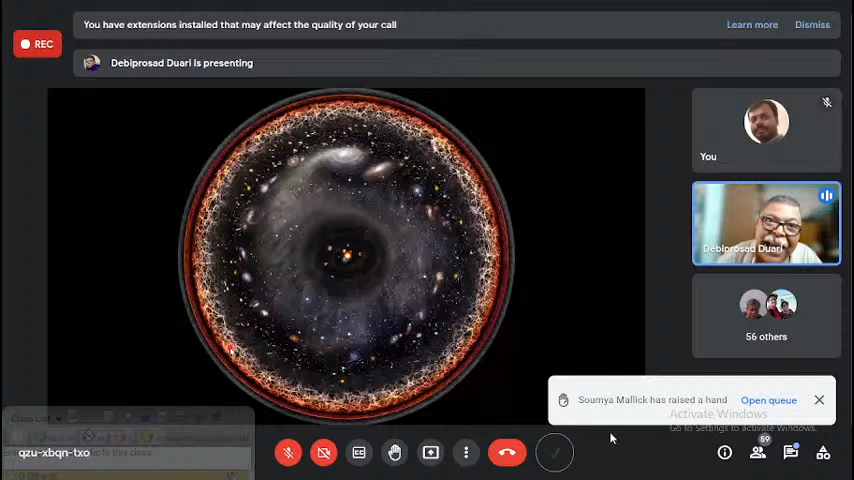 You have extensions installed that may affect the quality of your call
Learn more
Dismiss
REC
Debiprosad Duari is presenting
You
Debiprosad Duari
56 others
Soumya Mallick has raised a hand
Open queue
Activate Windows
Go to Settings to activate Windows.
Class List
qzu-xbqn-txo
59